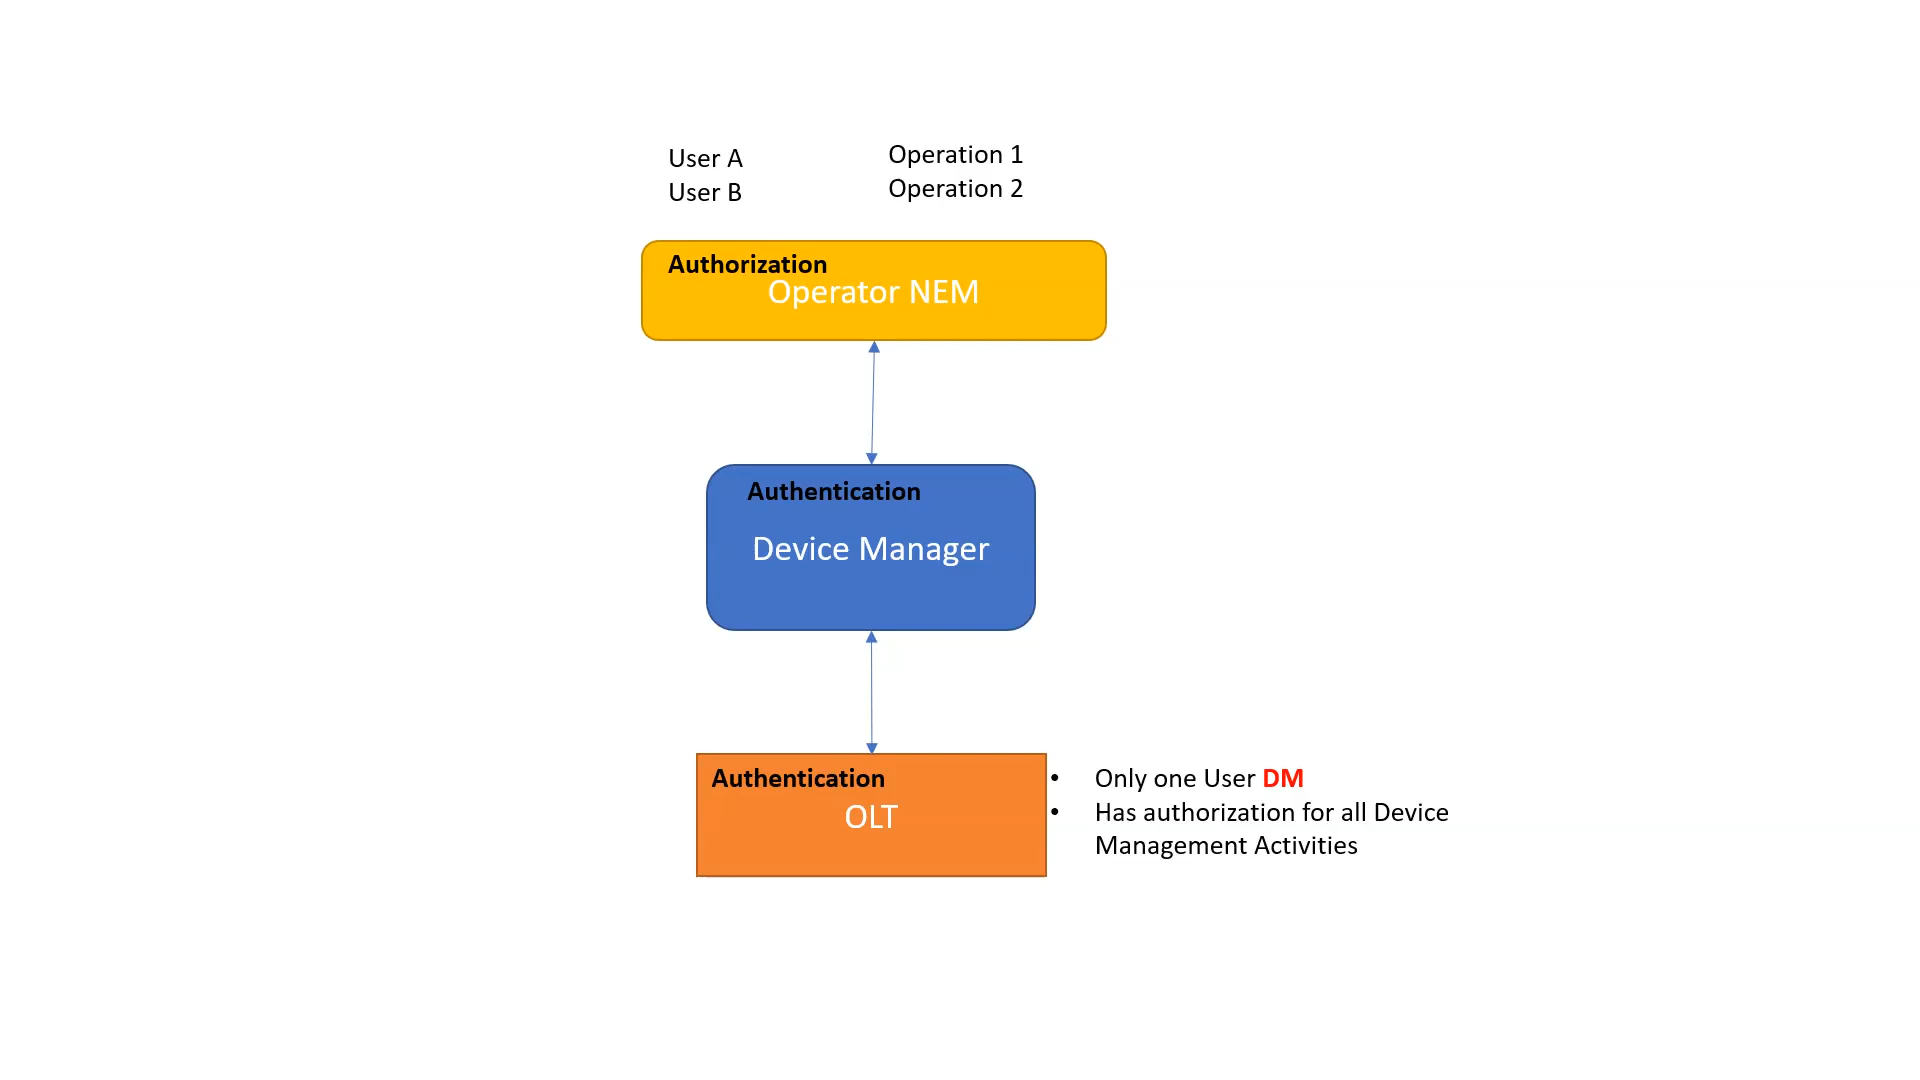 User A
User B
Operation 1
Operation 2
Authorization
Operator NEM
Authentication
Device Manager
Authentication
OLT
• Only one User DM
• Has authorization for all Device
Management Activities